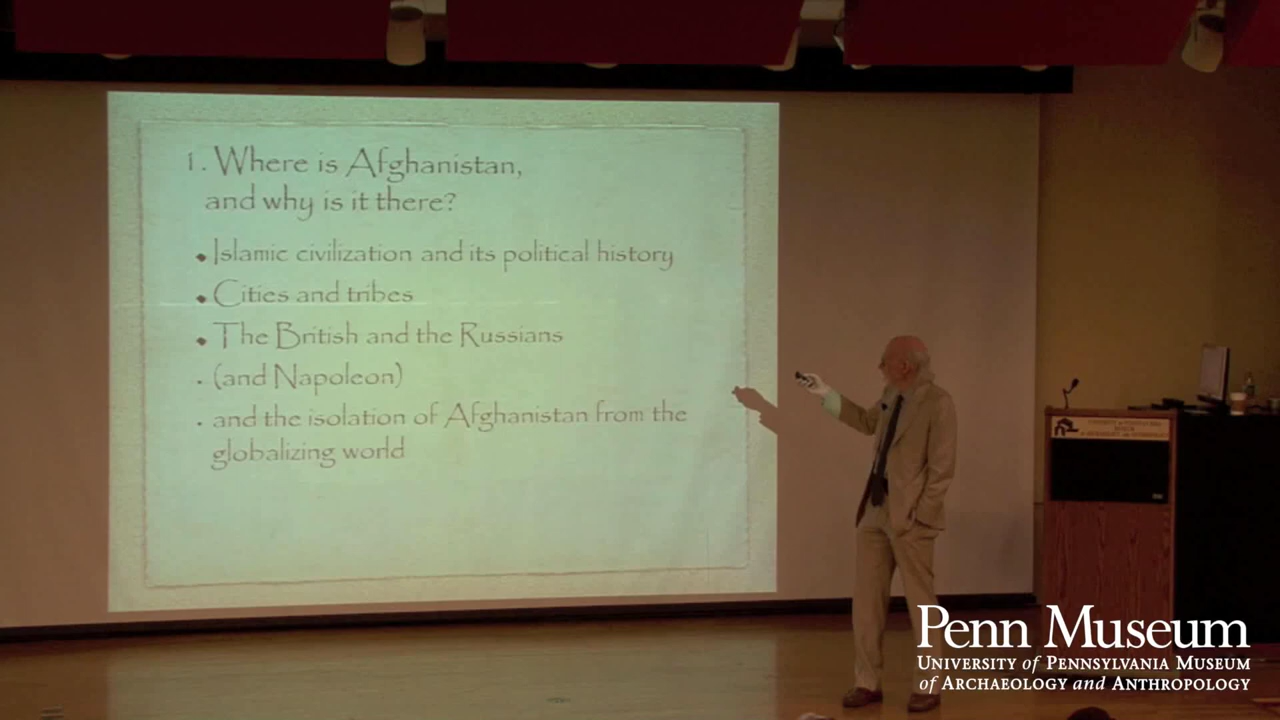 1. Where is Afghanistan,
and why is it there?
• Islamic civilization and its political history
• Cities and tribes
• The British and the Russians
• (and Napoleon)
• and the isolation of Afghanistan from the
globalizing world
Penn Museum
UNIVERSITY of PENNSYLVANIA MUSEUM
of ARCHAEOLOGY and ANTHROPOLOGY